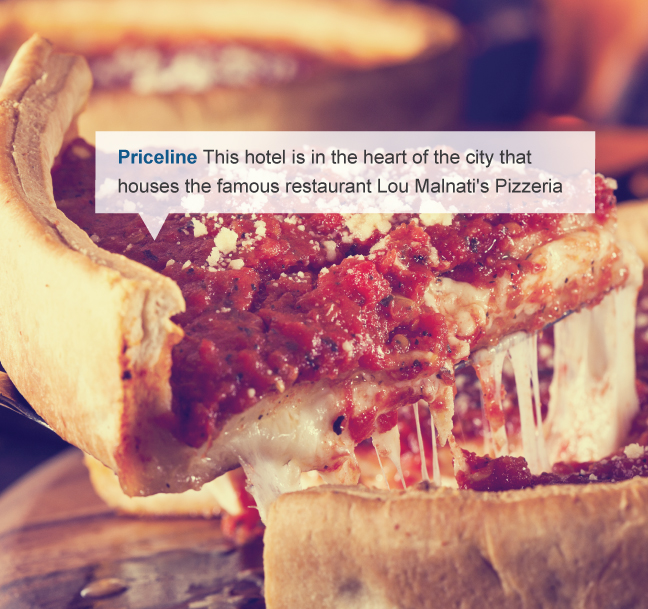 Priceline This hotel is in the heart of the city that
houses the famous restaurant Lou Malnati's Pizzeria